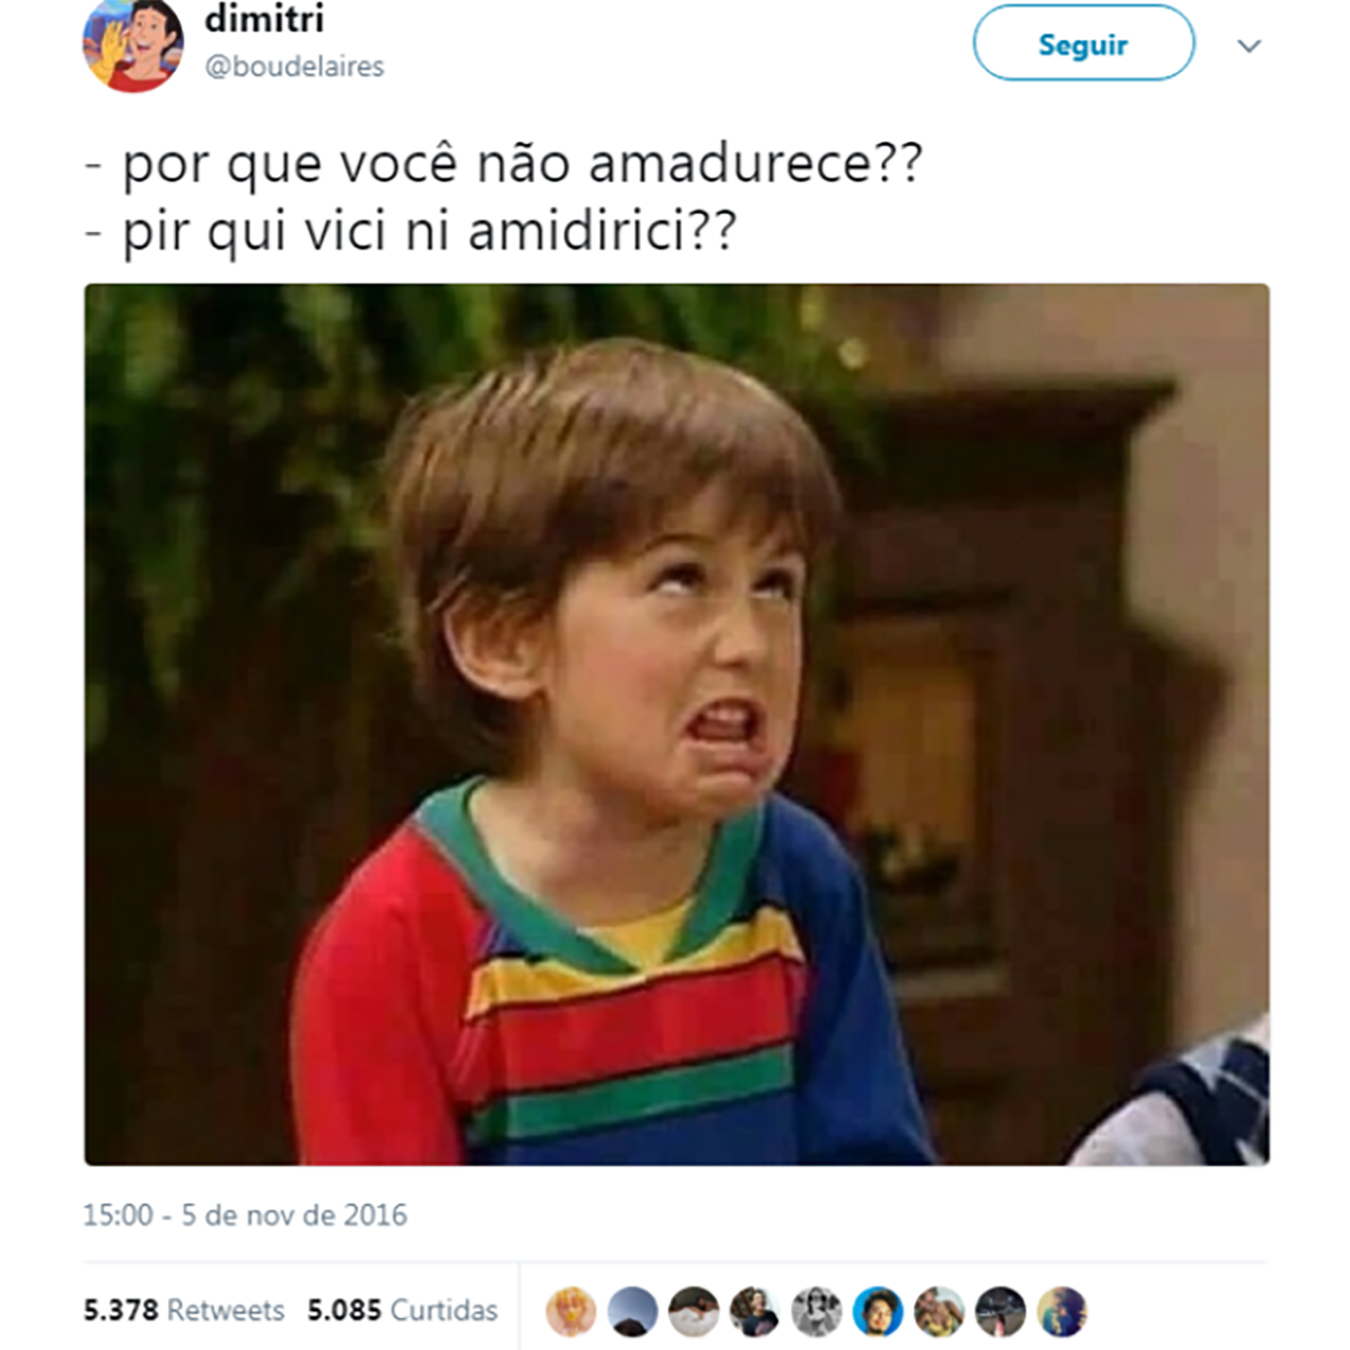 dimitri
@boudelaires
Seguir
- por que você não amadurece??
- pir qui vici ni amidirici??
15:00 - 5 de nov de 2016
5.378 Retweets 5.085 Curtidas